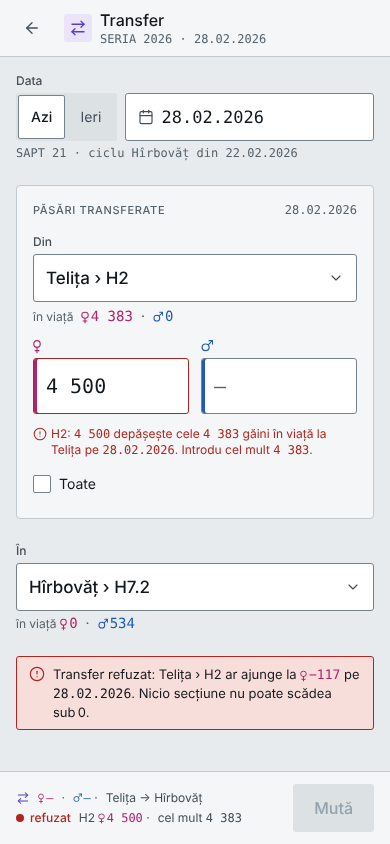 Transfer
SERIA 2026 · 28.02.2026
Data
Azi
Ieri
28.02.2026
SAPT 21 · ciclu Hîrbovăț din 22.02.2026
PĂSĂRI TRANSFERATE
28.02.2026
Din
Telița › H2
în viață ♀4 383 · ♂0
♀ ♂
4 500
—
H2: 4 500 depășește cele 4 383 găini în viață la
Telița pe 28.02.2026. Introdu cel mult 4 383.
Toate
În
Hîrbovăț › H7.2
în viață ♀0 · ♂534
Transfer refuzat: Telița › H2 ar ajunge la ♀−117 pe
28.02.2026. Nicio secțiune nu poate scădea
sub 0.
♀— · ♂— · Telița → Hîrbovăț
refuzat H2 ♀4 500 · cel mult 4 383
Mută